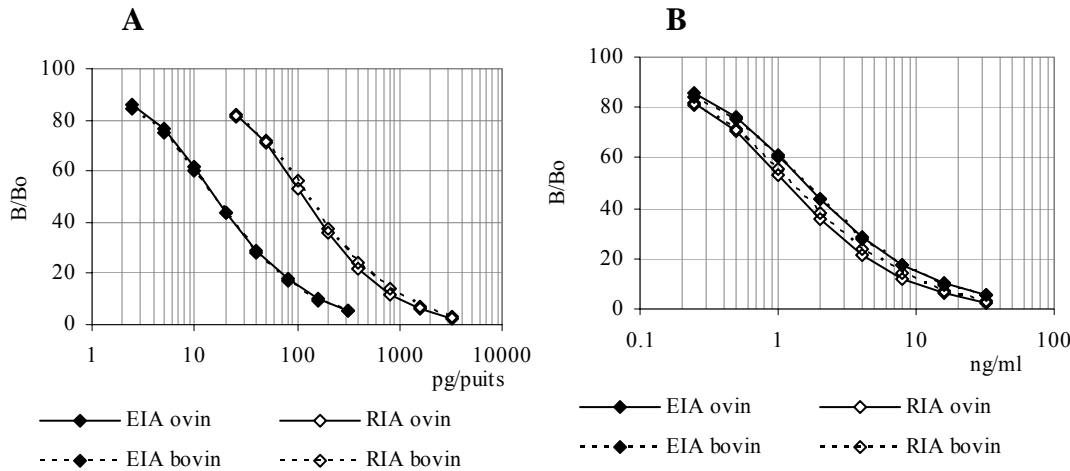 A
B/Bo
100
80
60
40
20
0
1 10 100 1000 10000
pg/puits
EIA ovin RIA ovin
EIA bovin RIA bovin
B
B/Bo
100
80
60
40
20
0
0.1 1 10 100
ng/ml
EIA ovin RIA ovin
EIA bovin RIA bovin